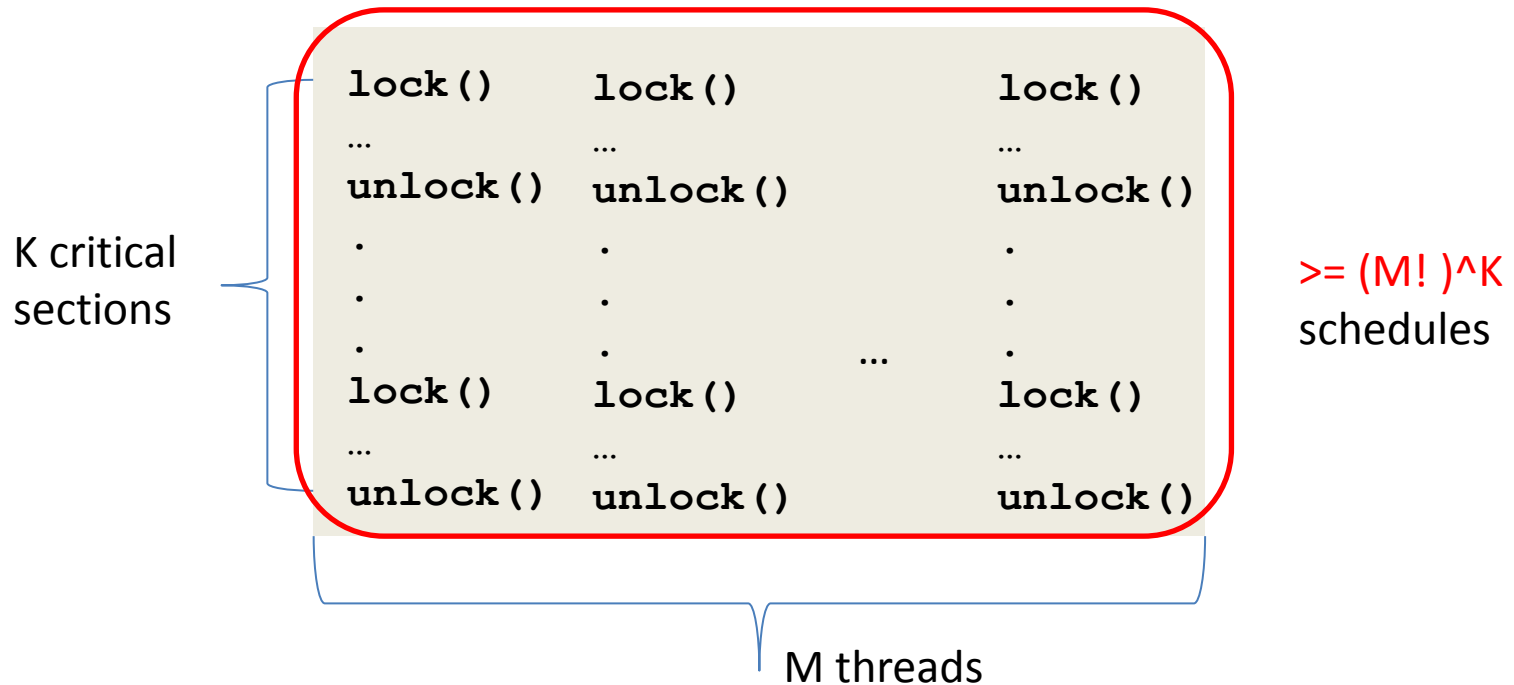 lock() lock() lock()
… … …
unlock() unlock() unlock()
. . .
. . .
. . … .
lock() lock() lock()
… … …
unlock() unlock() unlock()
K critical
sections
>= (M! )^K
schedules
M threads